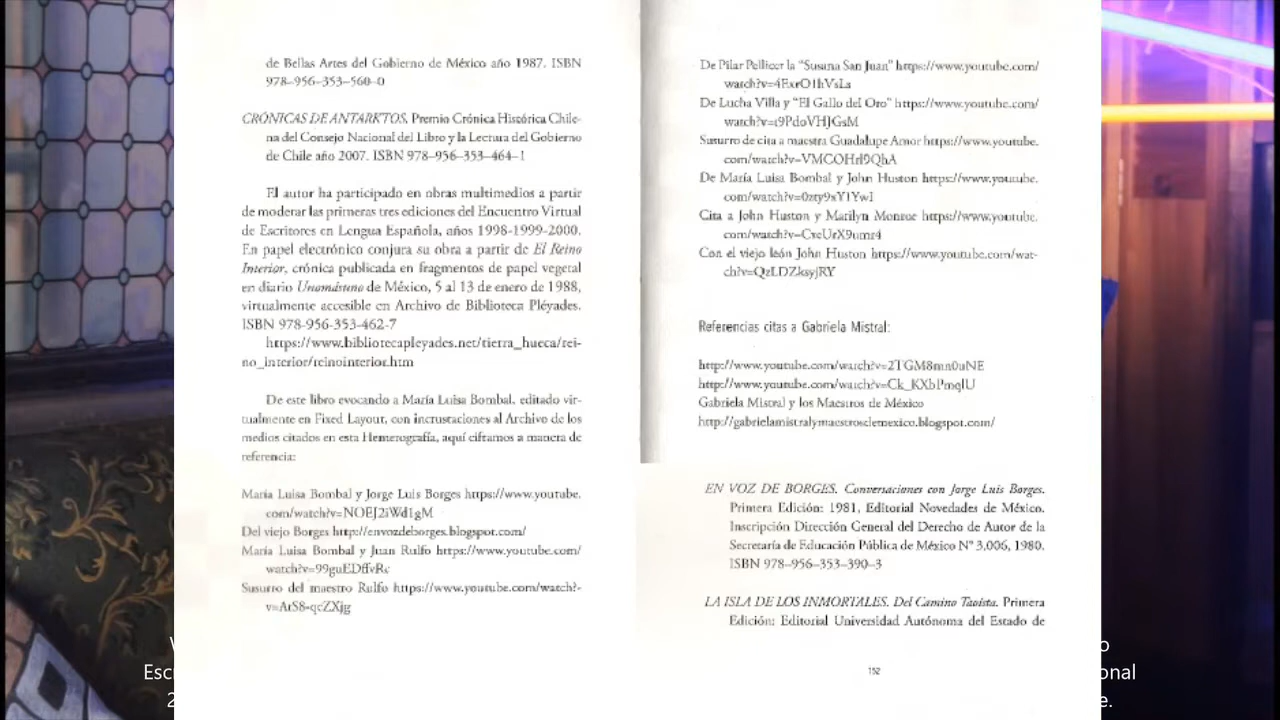 de Bellas Artes del Gobierno de México año 1987. ISBN
978–956–353–560–0
CRÓNICAS DE ANTARKTOS. Premio Crónica Histórica Chile-
na del Consejo Nacional del Libro y la Lectura del Gobierno
de Chile año 2007. ISBN 978–956–353–464–1
El autor ha participado en obras multimedios a partir
de moderar las primeras tres ediciones del Encuentro Virtual
de Escritores en Lengua Española, años 1998-1999-2000.
En papel electrónico conjura su obra a partir de El Reino
Interior, crónica publicada en fragmentos de papel vegetal
en diario Unomásuno de México, 5 al 13 de enero de 1988,
virtualmente accesible en Archivo de Biblioteca Pléyades.
ISBN 978-956-353-462-7
https://www.bibliotecapleyades.net/tierra_hueca/rei-
no_interior/reinointerior.htm
De este libro evocando a María Luisa Bombal, editado vir-
tualmente en Fixed Layout, con incrustaciones al Archivo de los
medios citados en esta Hemerografía, aquí ciframos a manera de
referencia:
María Luisa Bombal y Jorge Luis Borges https://www.youtube.
com/watch?v=NOEJ2iWd1gM
Del viejo Borges http://envozdeborges.blogspot.com/
María Luisa Bombal y Juan Rulfo https://www.youtube.com/
watch?v=99guEDffvRc
Susurro del maestro Rulfo https://www.youtube.com/watch?-
v=ArS8-qcZXjg
De Pilar Pellicer la “Susana San Juan” https://www.youtube.com/
watch?v=4ExrO1hVsLs
De Lucha Villa y “El Gallo del Oro” https://www.youtube.com/
watch?v=t9PdoVHJGsM
Susurro de cita a maestra Guadalupe Amor https://www.youtube.
com/watch?v=VMCOHrl9QhA
De María Luisa Bombal y John Huston https://www.youtube.
com/watch?v=0zty9xY1YwI
Cita a John Huston y Marilyn Monroe https://www.youtube.
com/watch?v=CxeUrX9umr4
Con el viejo león John Huston https://www.youtube.com/wat-
ch?v=QzLDZksyjRY
Referencias citas a Gabriela Mistral:
http://www.youtube.com/watch?v=2TGM8mn0uNE
http://www.youtube.com/watch?v=Ck_KXbPmqlU
Gabriela Mistral y los Maestros de México
http://gabrielamistralymaestrosdemexico.blogspot.com/
EN VOZ DE BORGES. Conversaciones con Jorge Luis Borges.
Primera Edición: 1981, Editorial Novedades de México.
Inscripción Dirección General del Derecho de Autor de la
Secretaría de Educación Pública de México N° 3,006, 1980.
ISBN 978–956–353–390–3
LA ISLA DE LOS INMORTALES. Del Camino Taoísta. Primera
Edición: Editorial Universidad Autónoma del Estado de
152